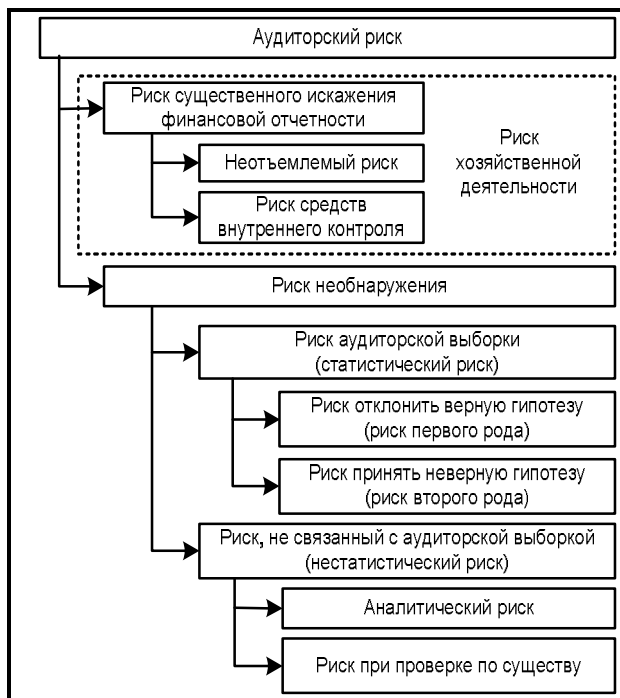 Аудиторский риск
Риск существенного искажения
финансовой отчетности
Риск
хозяйственной
деятельности
Неотъемлемый риск
Риск средств
внутреннего контроля
Риск необнаружения
Риск аудиторской выборки
(статистический риск)
Риск отклонить верную гипотезу
(риск первого рода)
Риск принять неверную гипотезу
(риск второго рода)
Риск, не связанный с аудиторской выборкой
(нестатистический риск)
Аналитический риск
Риск при проверке по существу